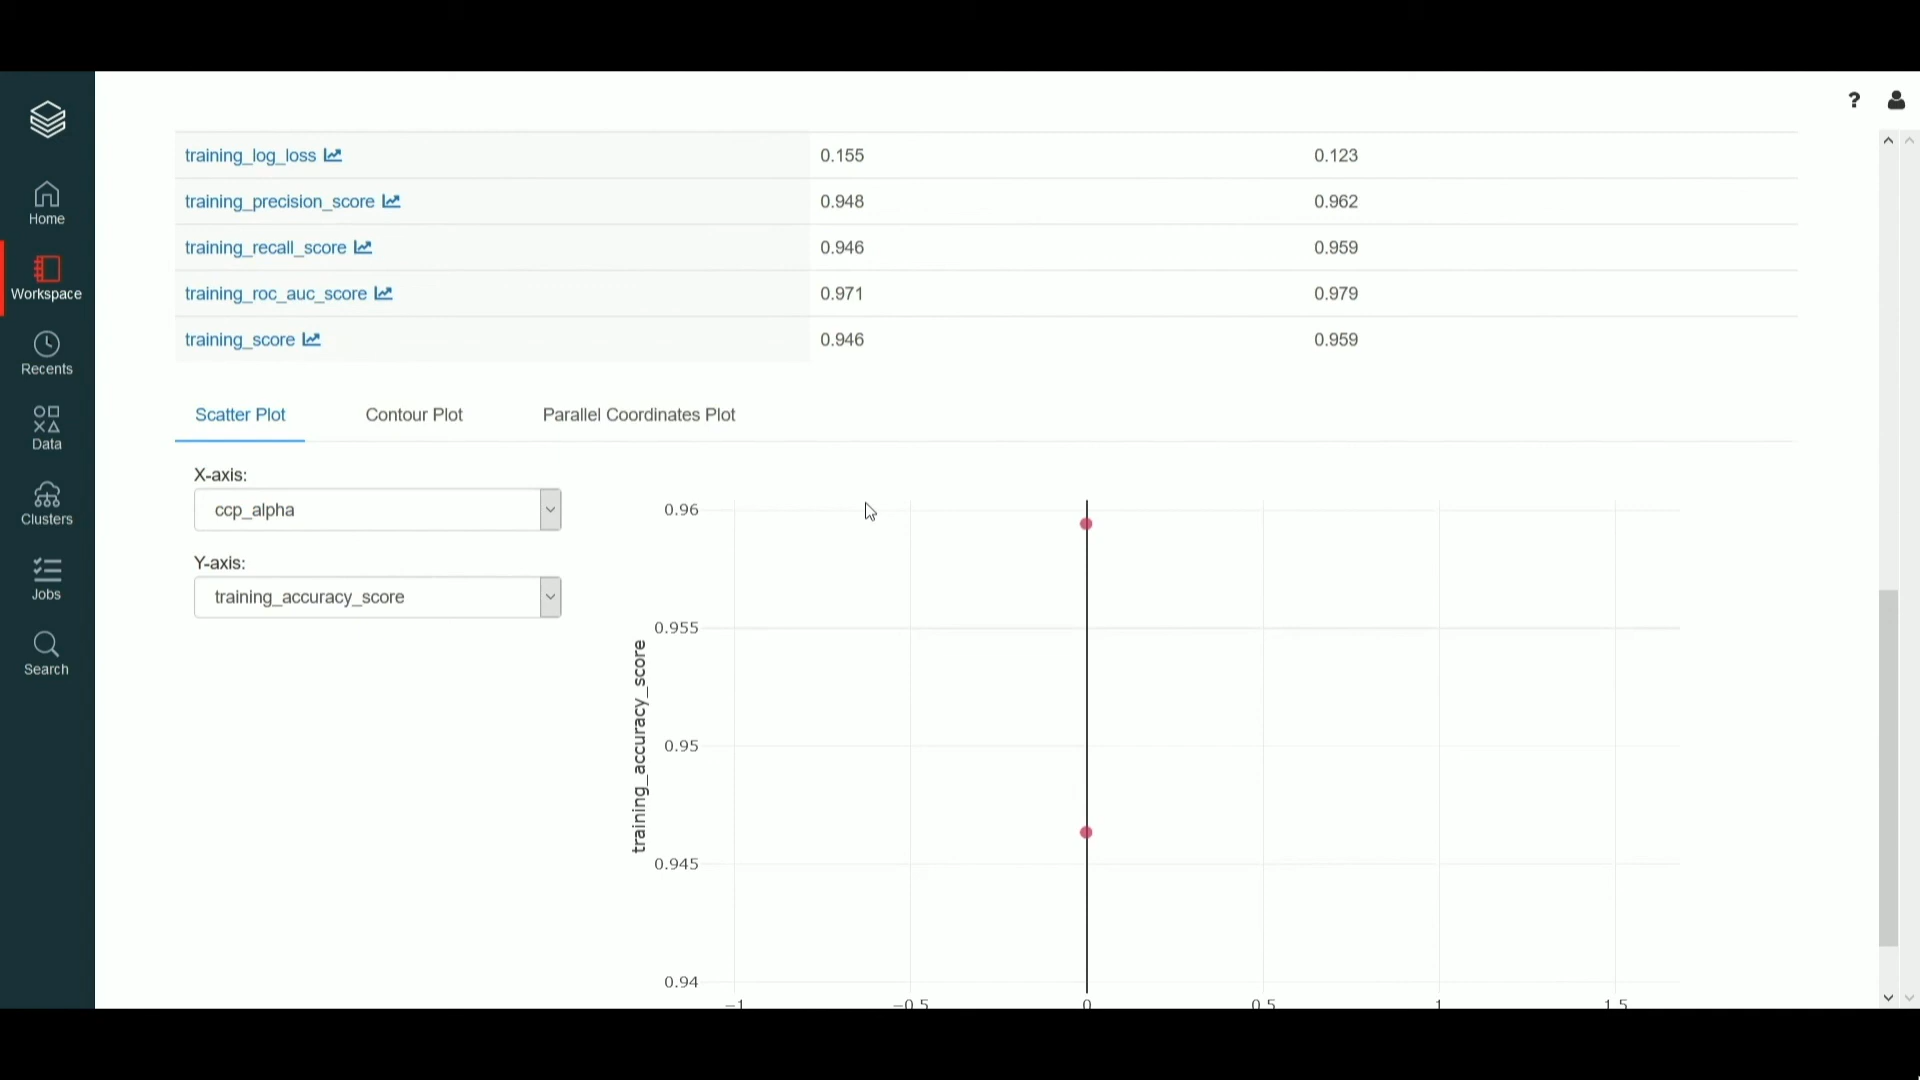 ?
training_log_loss 0.155 0.123
training_precision_score 0.948 0.962
training_recall_score 0.946 0.959
training_roc_auc_score 0.971 0.979
training_score 0.946 0.959
Home
Workspace
Recents
Data
Clusters
Jobs
Search
Scatter Plot Contour Plot Parallel Coordinates Plot
X-axis:
ccp_alpha
Y-axis:
training_accuracy_score
training_accuracy_score
0.96
0.955
0.95
0.945
0.94
−1 −0.5 0 0.5 1 1.5